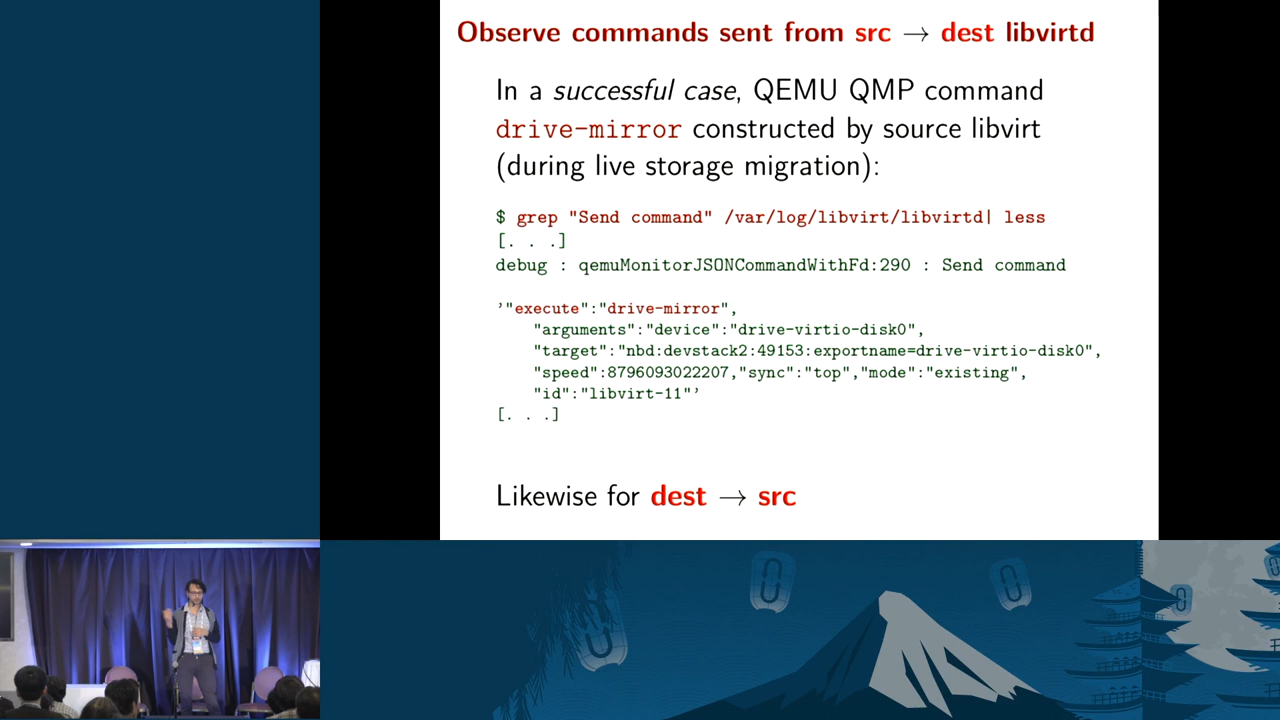 Observe commands sent from src → dest libvirtd
In a successful case, QEMU QMP command
drive-mirror constructed by source libvirt
(during live storage migration):
$ grep "Send command" /var/log/libvirt/libvirtd| less
[. . .]
debug : qemuMonitorJSONCommandWithFd:290 : Send command
’"execute":"drive-mirror",
"arguments":"device":"drive-virtio-disk0",
"target":"nbd:devstack2:49153:exportname=drive-virtio-disk0",
"speed":8796093022207,"sync":"top","mode":"existing",
"id":"libvirt-11"’
[. . .]
Likewise for dest → src